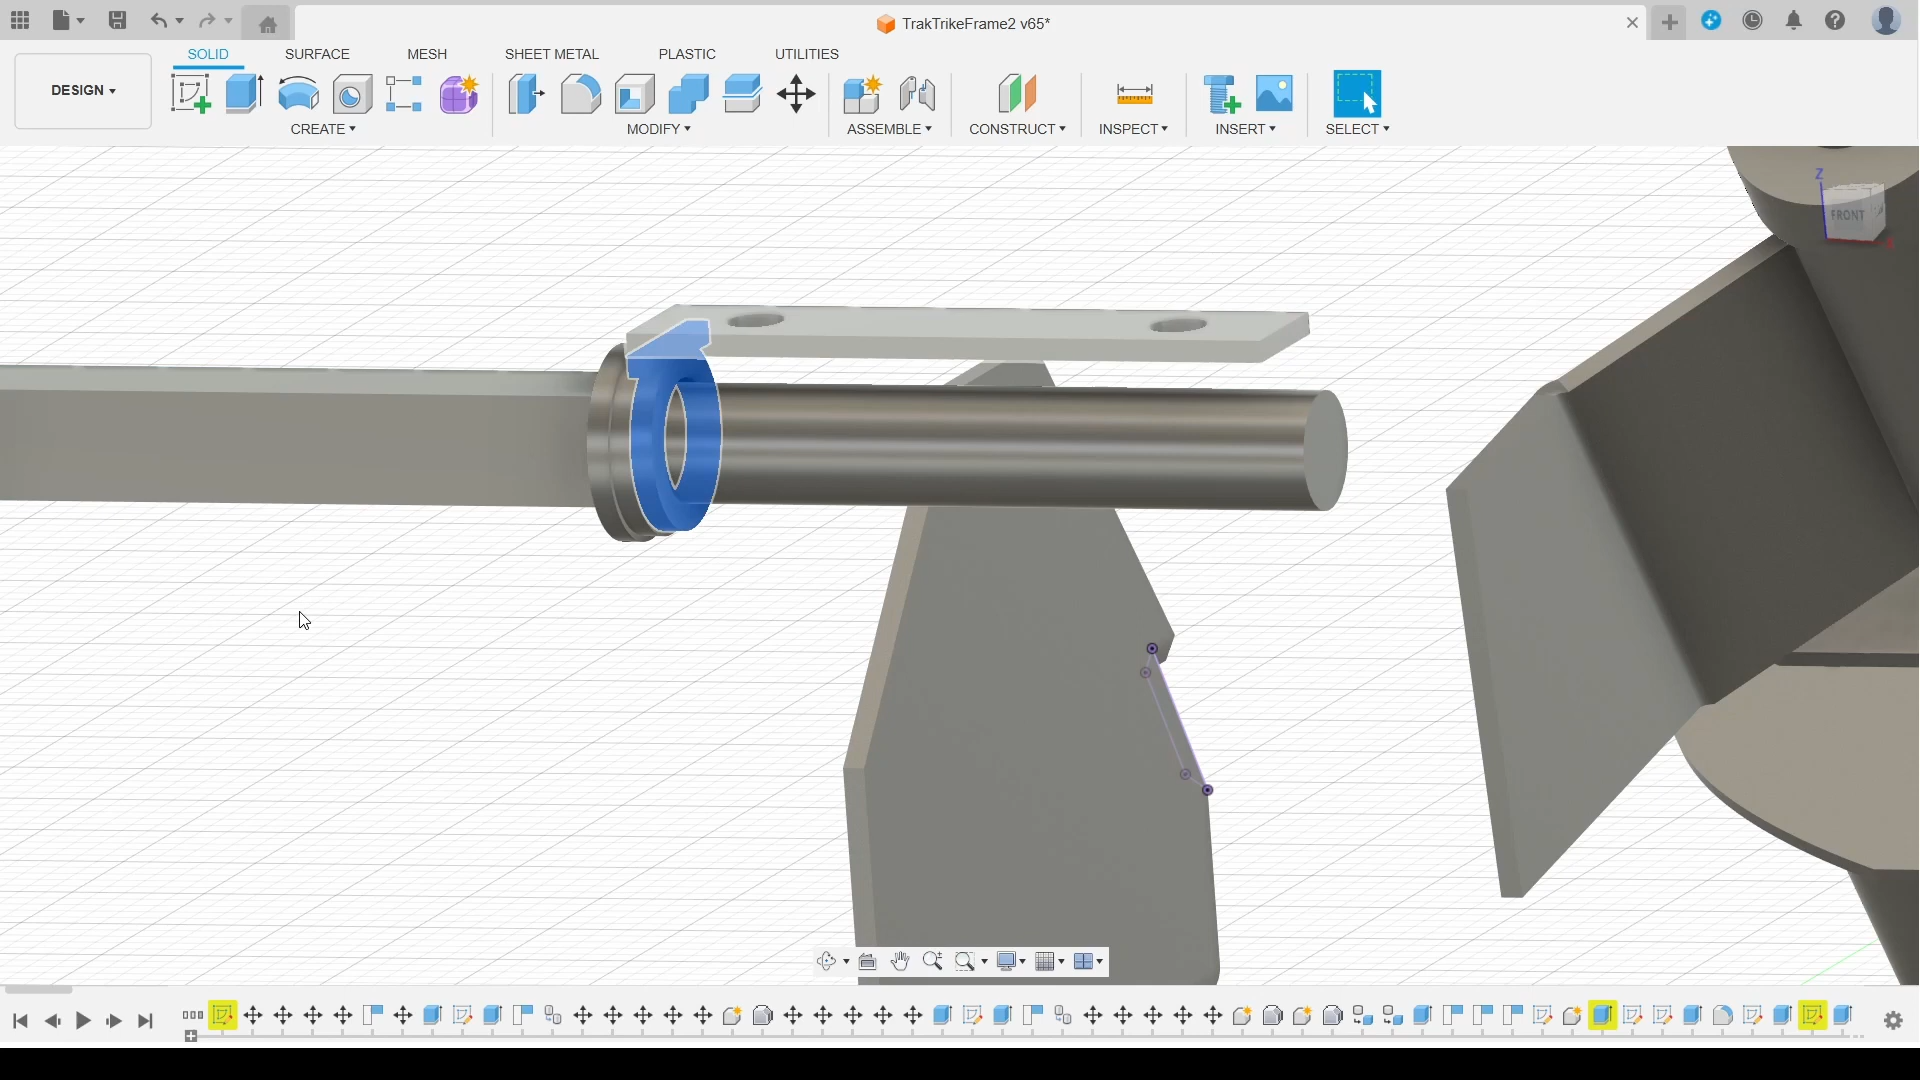 TrakTrikeFrame2 v65*
DESIGN
SOLID
SURFACE
MESH
SHEET METAL
PLASTIC
UTILITIES
CREATE
MODIFY
ASSEMBLE
CONSTRUCT
INSPECT
INSERT
SELECT
Z
FRONT